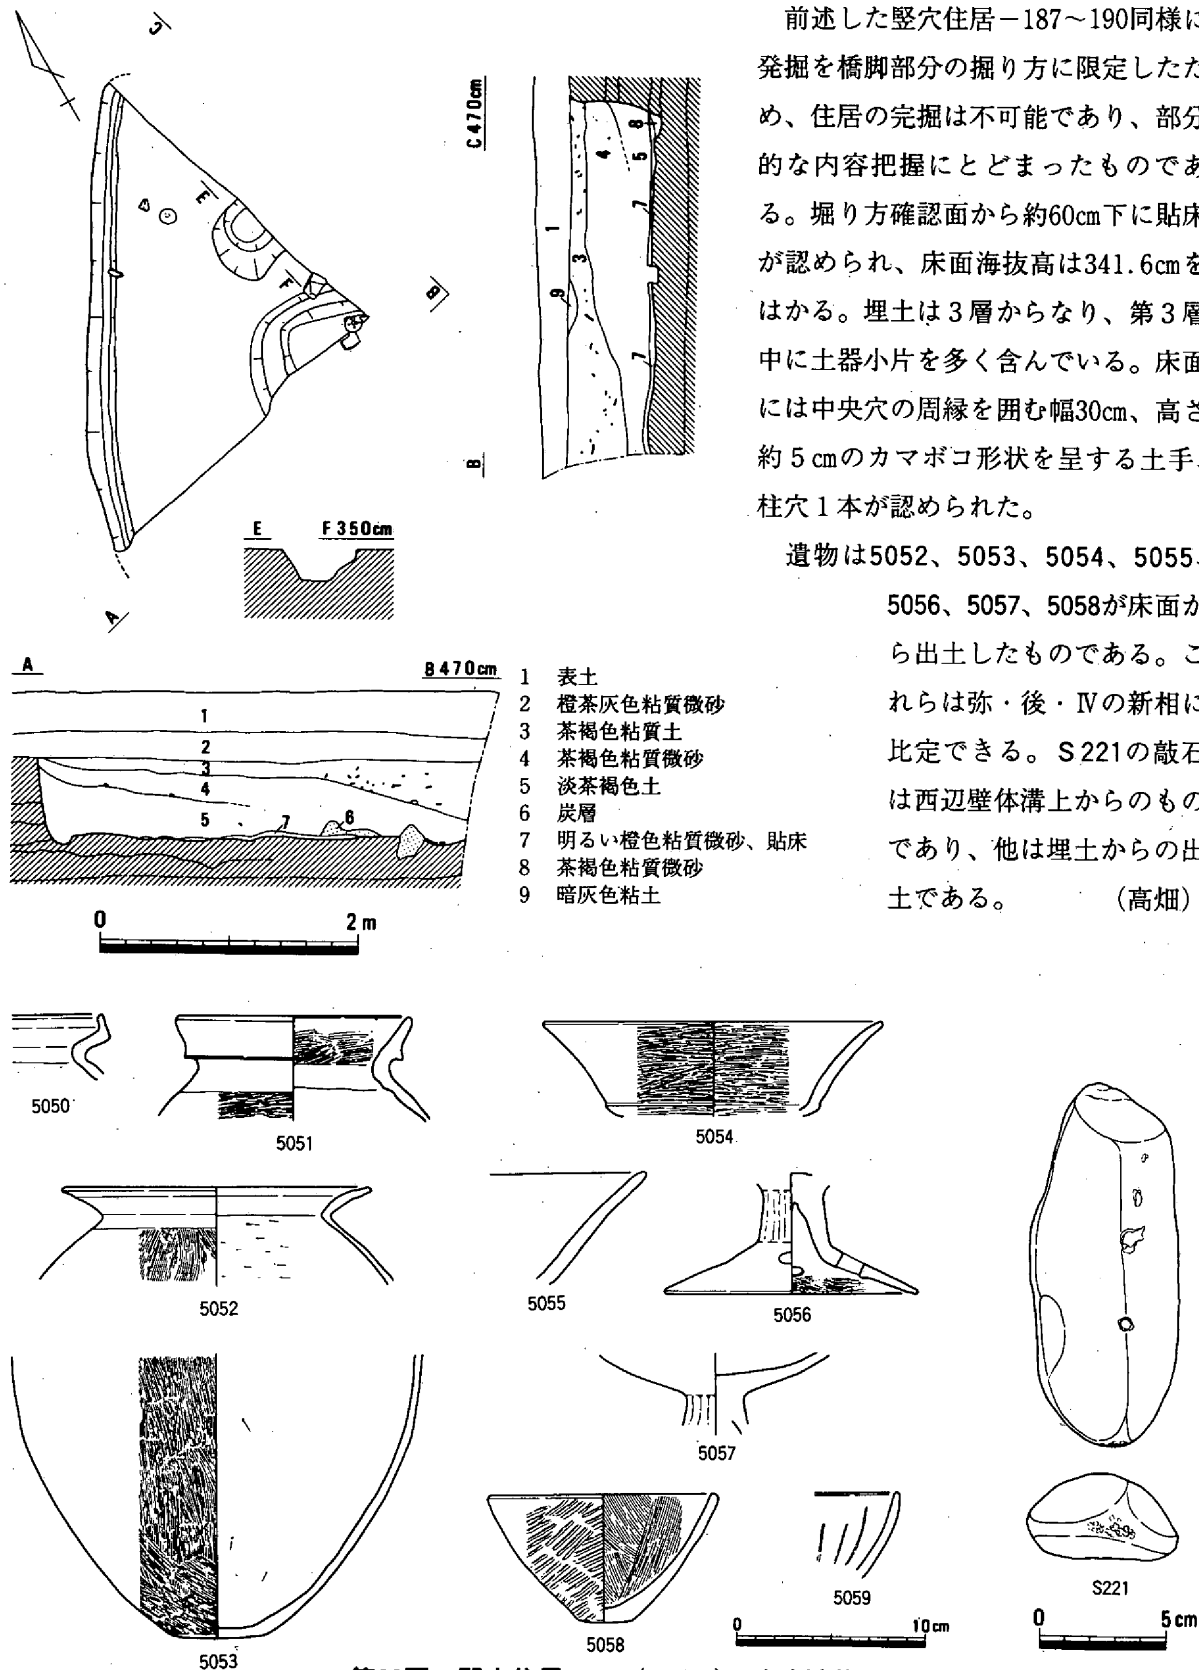 前述した竪穴住居－187～190同様に
発掘を橋脚部分の掘り方に限定したた
め、住居の完掘は不可能であり、部分
的な内容把握にとどまったものであ
る。堀り方確認面から約60cm下に貼床
が認められ、床面海抜高は341.6cmを
はかる。埋土は３層からなり、第３層
中に土器小片を多く含んでいる。床面
には中央穴の周縁を囲む幅30cm、高さ
約５cmのカマボコ形状を呈する土手、
柱穴１本が認められた。
遺物は5052、5053、5054、5055、
5056、5057、5058が床面か
ら出土したものである。こ
れらは弥・後・Ⅳの新相に
比定できる。S221の敲石
は西辺壁体溝上からのもの
であり、他は埋土からの出
土である。　（高畑）
C
E
F
B
A
C470cm
B
1
3
9
4
5
8
7
7
E F350cm
A B470cm
1
2
3
4
5
7
6
1 表土
2 橙茶灰色粘質微砂
3 茶褐色粘質土
4 茶褐色粘質微砂
5 淡茶褐色土
6 炭層
7 明るい橙色粘質微砂、貼床
8 茶褐色粘質微砂
9 暗灰色粘土
0 2m
5050
5051
5054
5052
5055
5056
5057
5053
5058
5059
S221
0 10cm
0 5cm